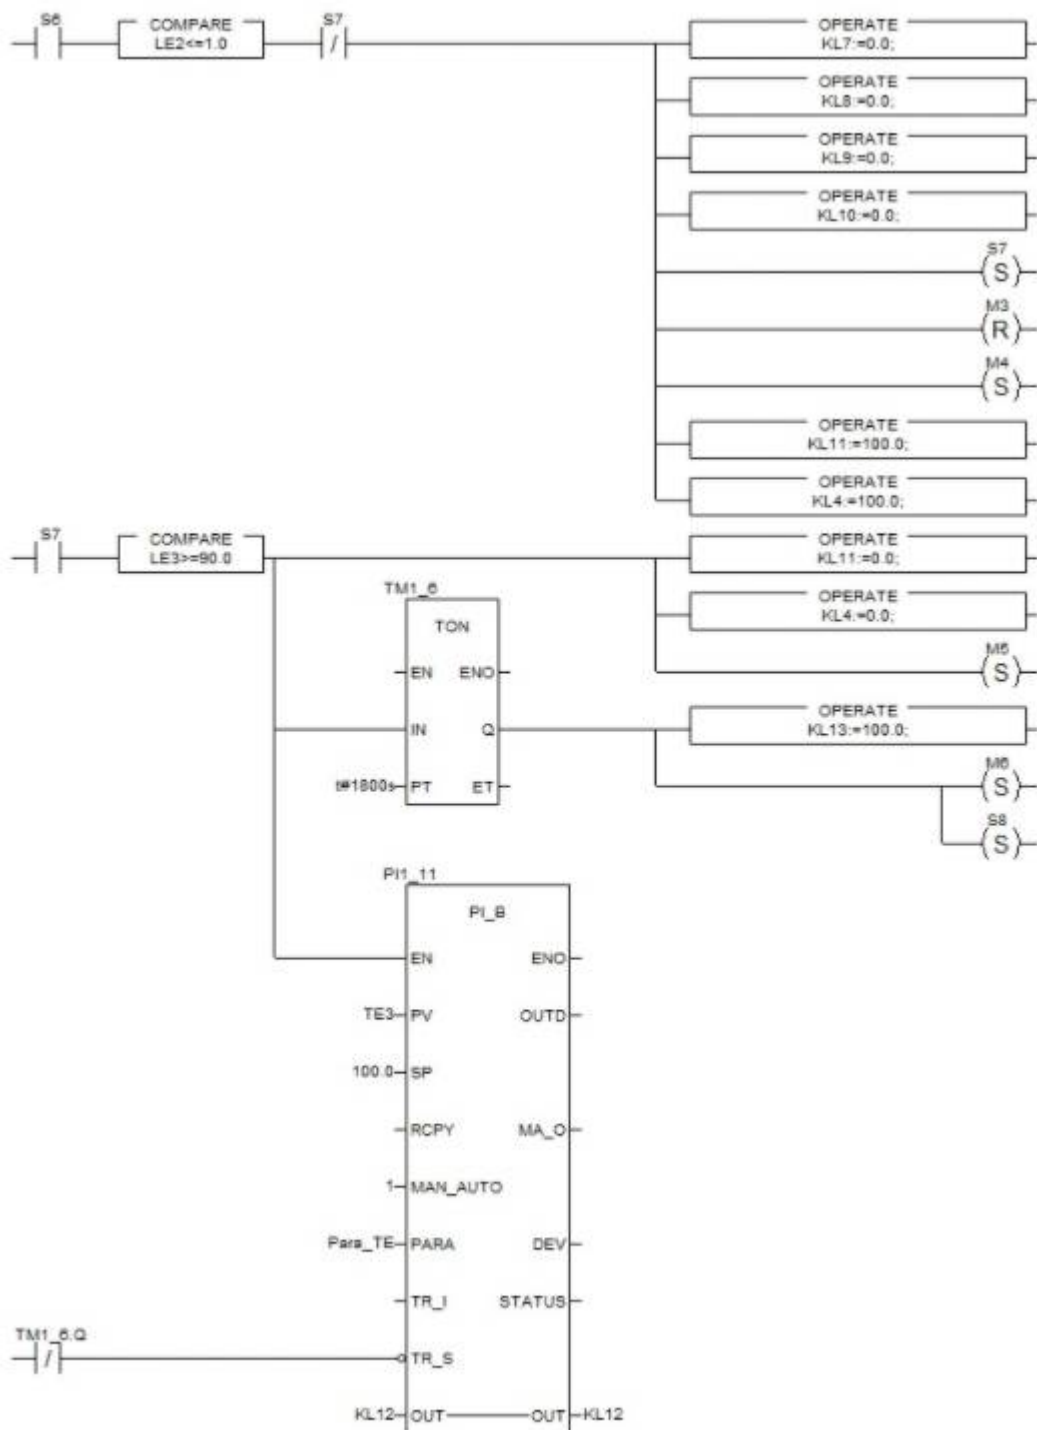 S6
COMPARE
LE2<=1.0
S7
/
OPERATE
KL7:=0.0;
OPERATE
KL8:=0.0;
OPERATE
KL9:=0.0;
OPERATE
KL10:=0.0;
S7
(S)
M3
(R)
M4
(S)
OPERATE
KL11:=100.0;
OPERATE
KL4:=100.0;
S7
COMPARE
LE3>=90.0
OPERATE
KL11:=0.0;
OPERATE
KL4:=0.0;
M5
(S)
TM1_6
TON
EN ENO
IN Q
t#1800s PT ET
OPERATE
KL13:=100.0;
M6
(S)
S8
(S)
PI1_11
PI_B
EN ENO
TE3 PV OUTD
100.0 SP
RCPY MA_O
1 MAN_AUTO
Para_TE PARA DEV
TR_I STATUS
TM1_6.Q
/
TR_S
KL12 OUT OUT KL12